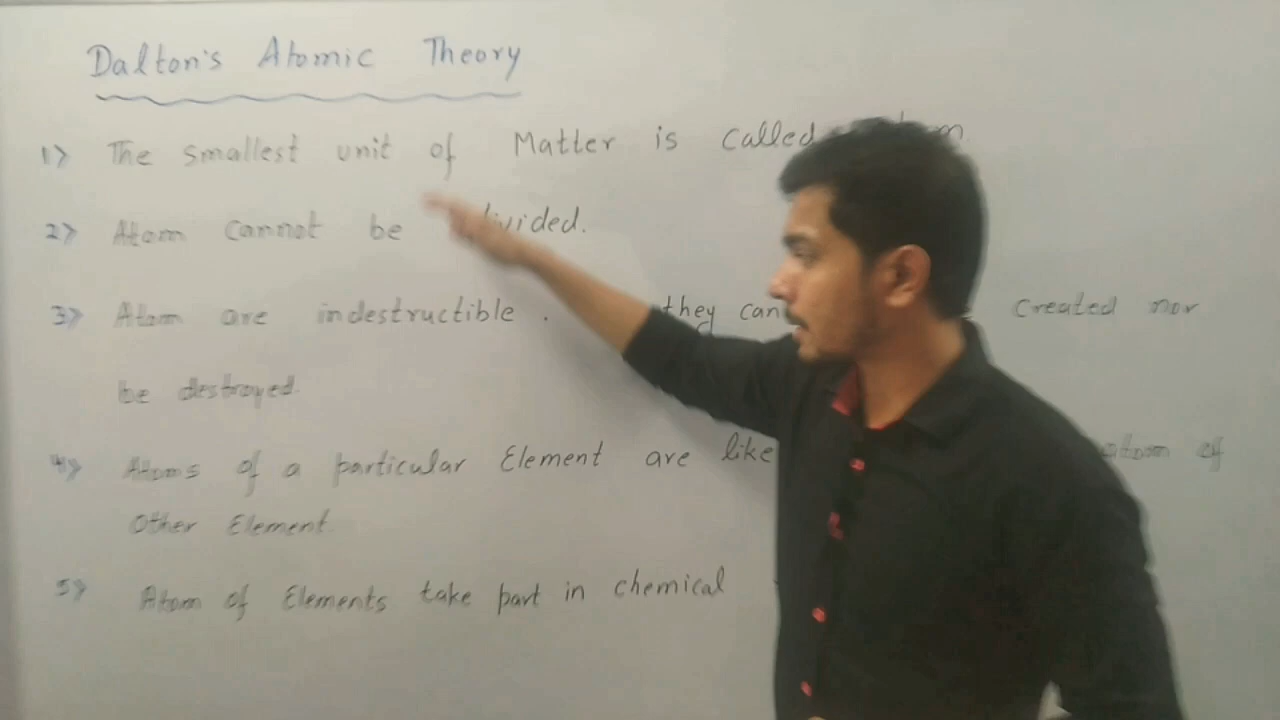 Dalton's Atomic Theory
1) The smallest unit of Matter is called
2) Atom cannot be divided.
3) Atom are indestructible . they created nor
be destroyed.
4) Atoms of a particular Element are like atom of
Other Element.
5) Atom of Elements take part in chemical